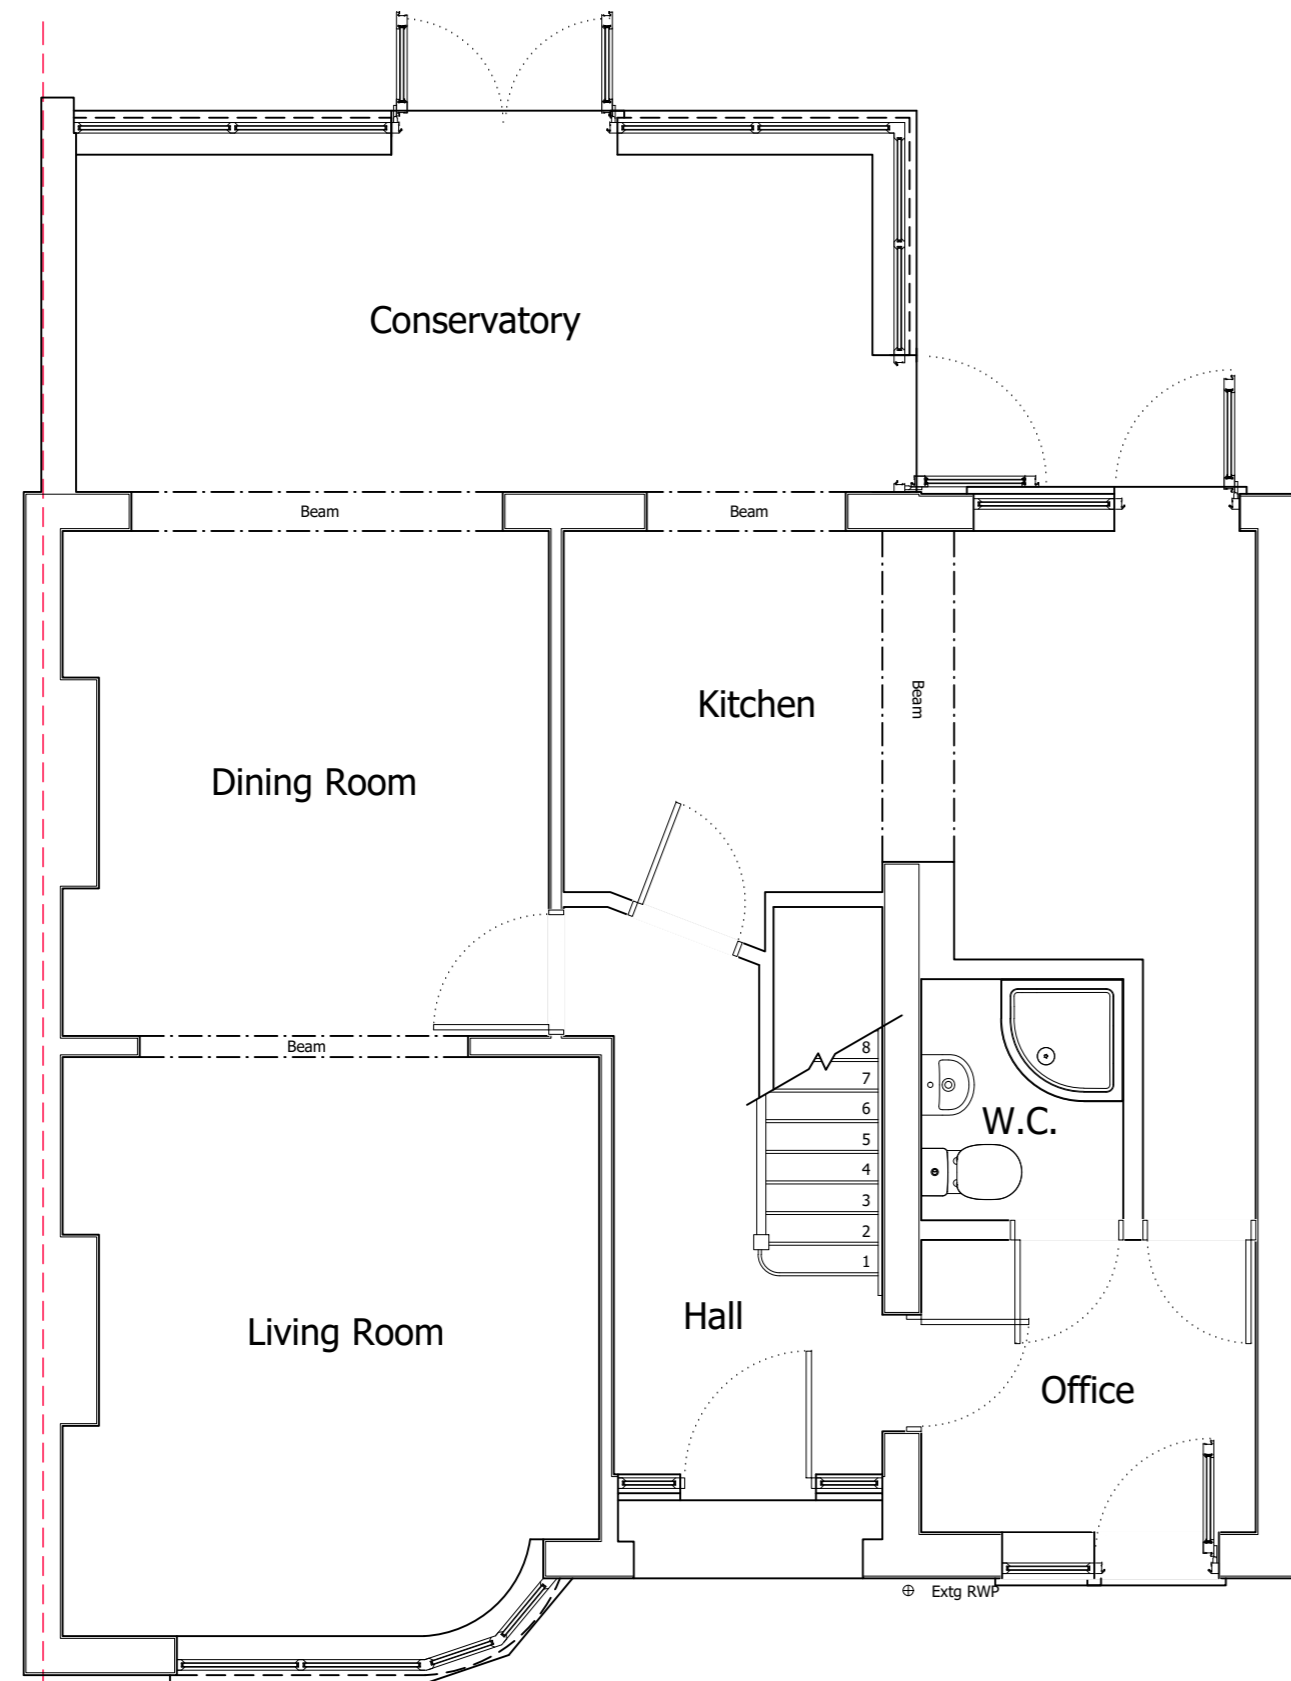 Conservatory
Beam
Beam
Beam
Kitchen
Dining Room
Beam
8
7
6
5
4
3
2
1
W.C.
Hall
Living Room
Office
Extg RWP